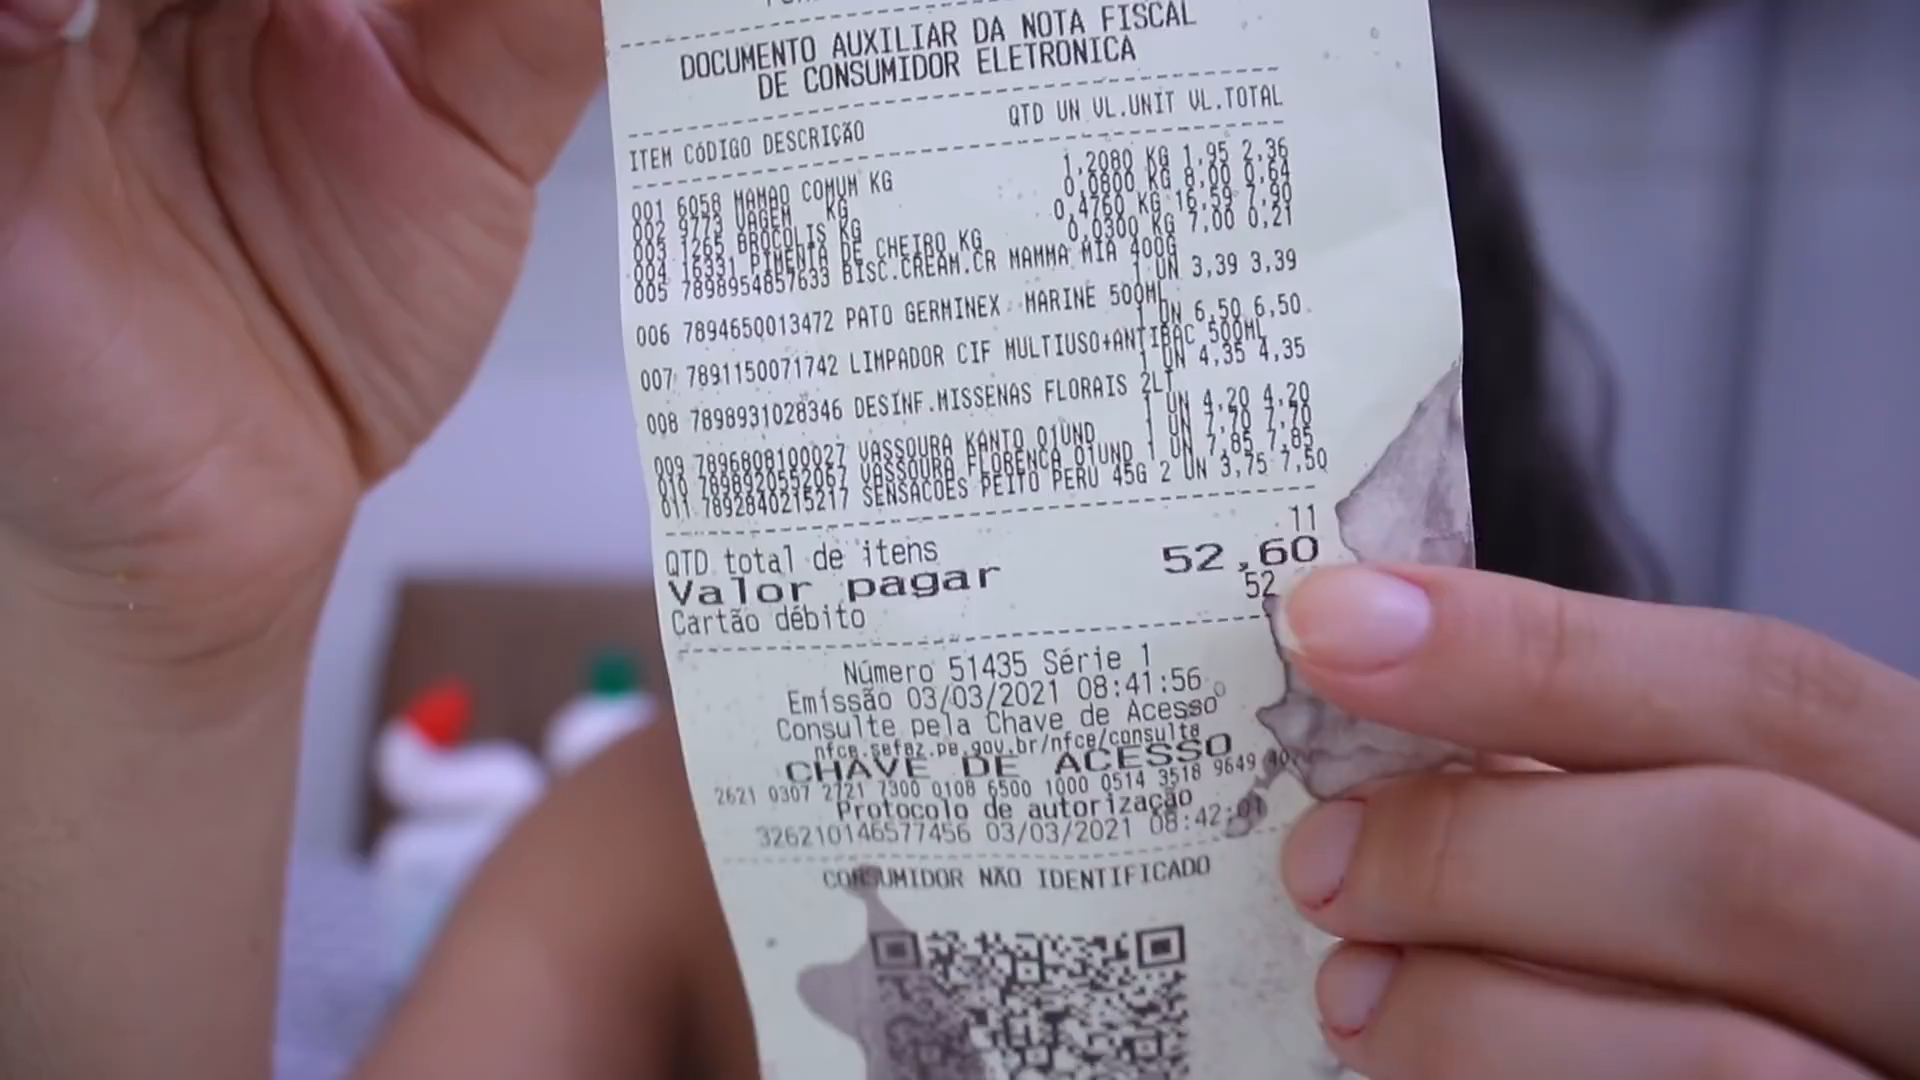 DOCUMENTO AUXILIAR DA NOTA FISCAL
DE CONSUMIDOR ELETRONICA
ITEM CÓDIGO DESCRIÇÃO QTD UN VL.UNIT VL.TOTAL
001 6058 MAMAO COMUM KG 1,2080 KG 1,95 2,36
002 9773 VAGEM KG 0,0800 KG 8,00 0,64
003 1265 BROCOLIS KG 0,4760 KG 16,59 7,90
004 16331 PIMENTA DE CHEIRO KG 0,0300 KG 7,00 0,21
005 7898954857633 BISC.CREAM.CR MAMMA MIA 400G
1 UN 3,39 3,39
006 7894650013472 PATO GERMINEX MARINE 500ML
1 UN 6,50 6,50
007 7891150071742 LIMPADOR CIF MULTIUSO+ANTIBAC 500ML
1 UN 4,35 4,35
008 7898931028346 DESINF.MISSENAS FLORAIS 2LT
1 UN 4,20 4,20
009 7896808100027 VASSOURA KANTO 01UND 1 UN 7,70 7,70
010 7898920552067 VASSOURA FLORENCA 01UND 1 UN 7,85 7,85
011 7892840215217 SENSACOES PEITO PERU 45G 2 UN 3,75 7,50
QTD total de itens 11
Valor pagar 52,60
Cartão débito 52
Número 51435 Série 1
Emissão 03/03/2021 08:41:56
Consulte pela Chave de Acesso
nfce.sefaz.pe.gov.br/nfce/consulta
CHAVE DE ACESSO
2621 0307 2721 7300 0108 6500 1000 0514 3518 9649 40
Protocolo de autorização
326210146577456 03/03/2021 08:42:01
CONSUMIDOR NÃO IDENTIFICADO